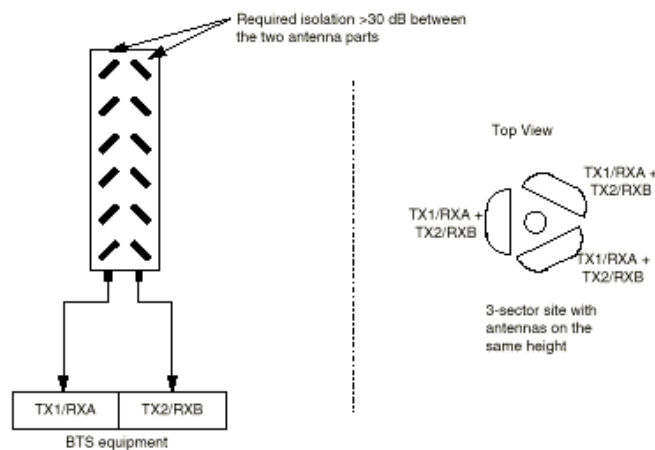 Required isolation >30 dB between
the two antenna parts
TX1/RXA
TX2/RXB
BTS equipment
Top View
TX1/RXA +
TX2/RXB
TX1/RXA +
TX2/RXB
TX1/RXA +
TX2/RXB
3-sector site with
antennas on the
same height